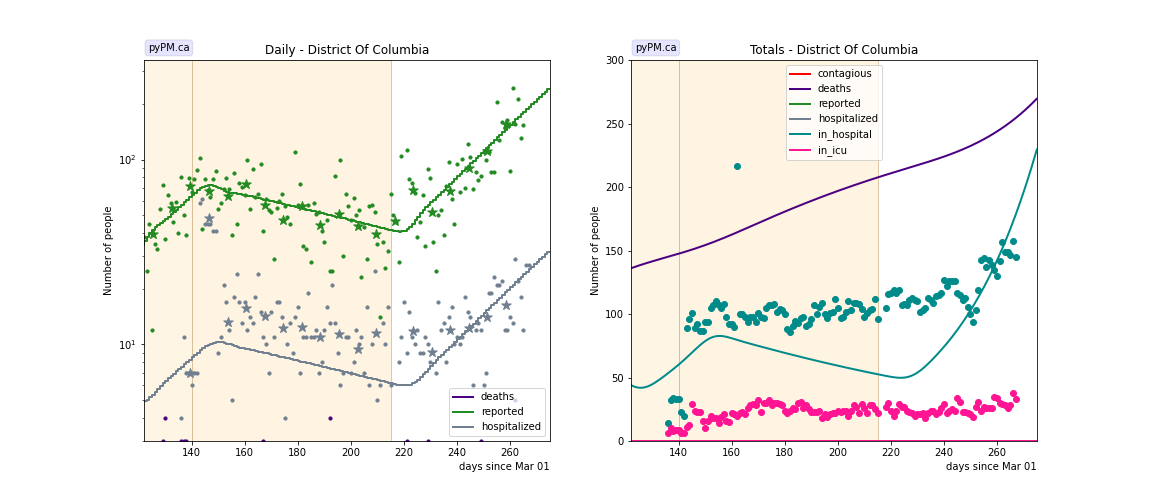 pyPM.ca
Daily - District Of Columbia
Number of people
10²
10¹
deaths
reported
hospitalized
140 160 180 200 220 240 260
days since Mar 01
pyPM.ca
Totals - District Of Columbia
Number of people
300
250
200
150
100
50
0
contagious
deaths
reported
hospitalized
in_hospital
in_icu
140 160 180 200 220 240 260
days since Mar 01